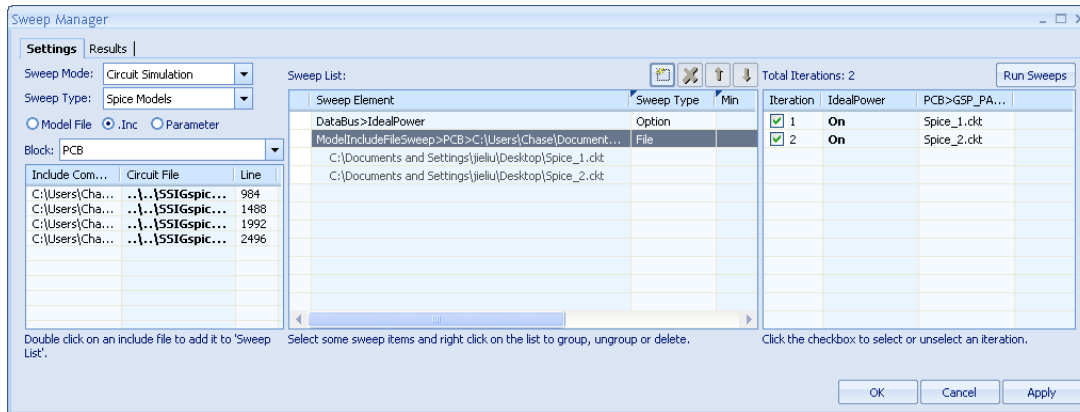 Sweep Manager
Settings Results
Sweep Mode: Circuit Simulation
Sweep Type: Spice Models
Model File .Inc Parameter
Block: PCB
Include Com... Circuit File Line
C:\Users\Cha... ..\..\SSIGspic... 984
C:\Users\Cha... ..\..\SSIGspic... 1488
C:\Users\Cha... ..\..\SSIGspic... 1992
C:\Users\Cha... ..\..\SSIGspic... 2496
Double click on an include file to add it to 'Sweep
List'.
Sweep List:
Sweep Element Sweep Type Min
DataBus>IdealPower Option
ModelIncludeFileSweep>PCB>C:\Users\Chase\Document... File
C:\Documents and Settings\jieliu\Desktop\Spice_1.ckt
C:\Documents and Settings\jieliu\Desktop\Spice_2.ckt
Select some sweep items and right click on the list to group, ungroup or delete.
Total Iterations: 2 Run Sweeps
Iteration IdealPower PCB>GSP_PA...
1 On Spice_1.ckt
2 On Spice_2.ckt
Click the checkbox to select or unselect an iteration.
OK Cancel Apply